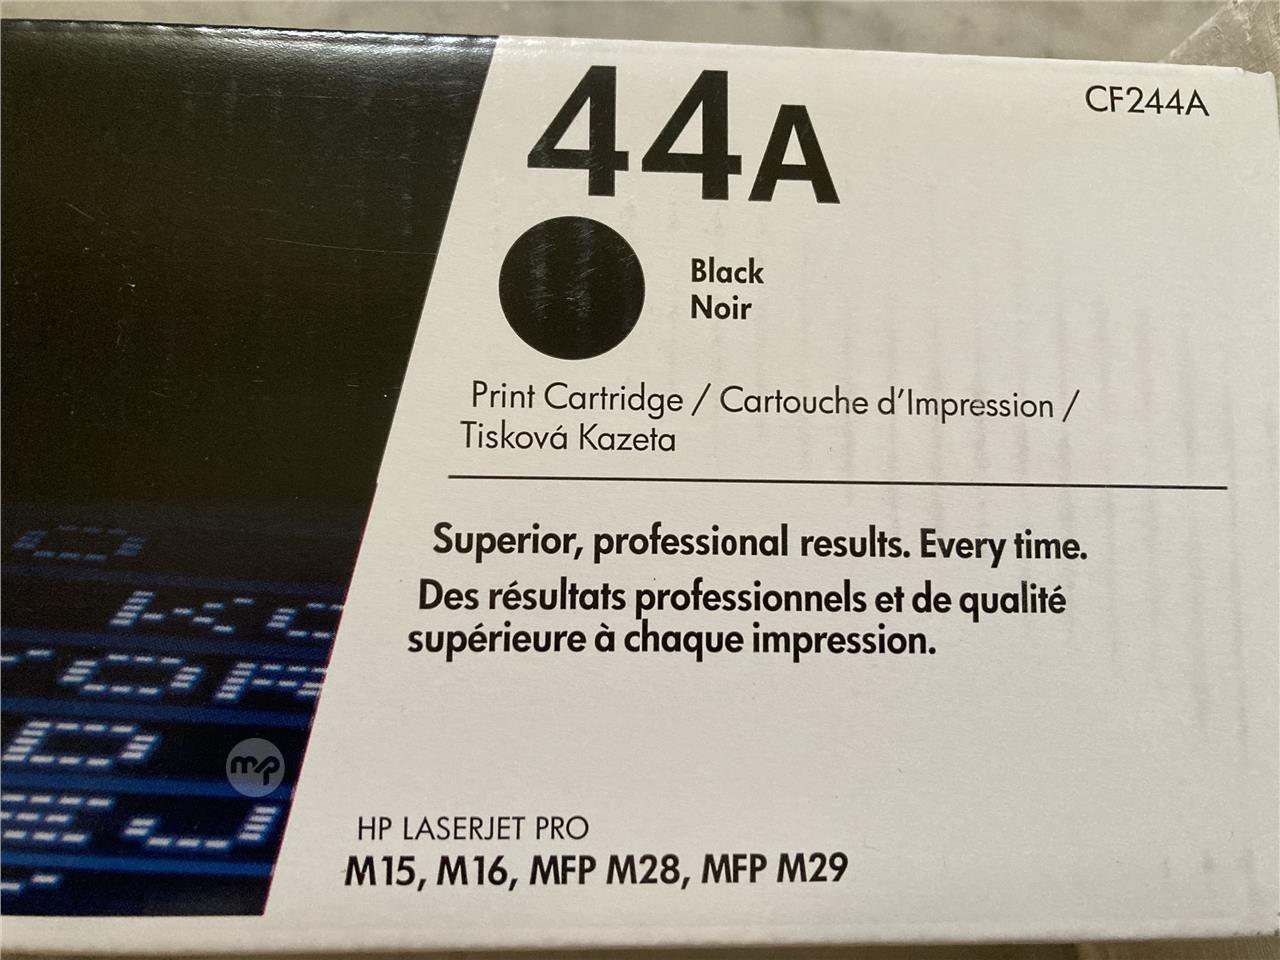 44A
CF244A
Black
Noir
Print Cartridge / Cartouche d'Impression /
Tisková Kazeta
Superior, professional results. Every time.
Des résultats professionnels et de qualité
supérieure à chaque impression.
mp
HP LASERJET PRO
M15, M16, MFP M28, MFP M29